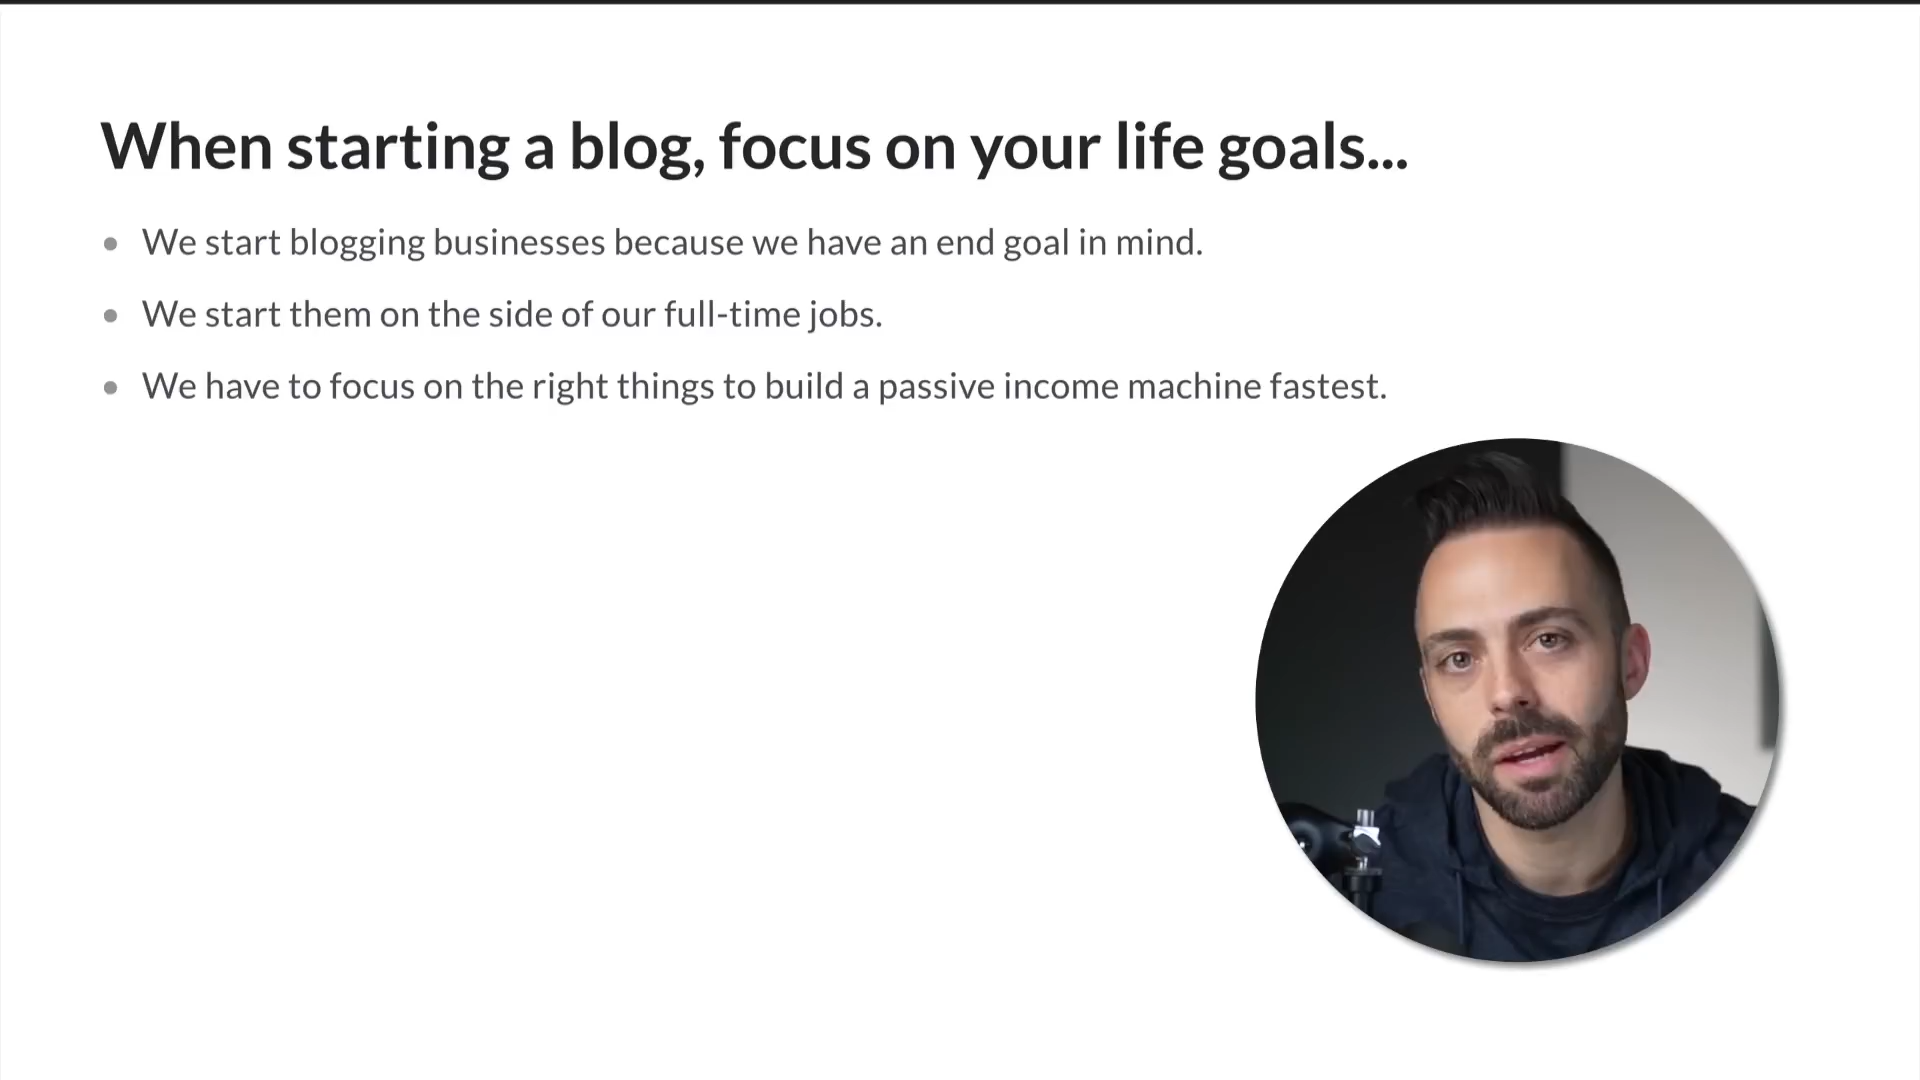 When starting a blog, focus on your life goals...
We start blogging businesses because we have an end goal in mind.
We start them on the side of our full-time jobs.
We have to focus on the right things to build a passive income machine fastest.